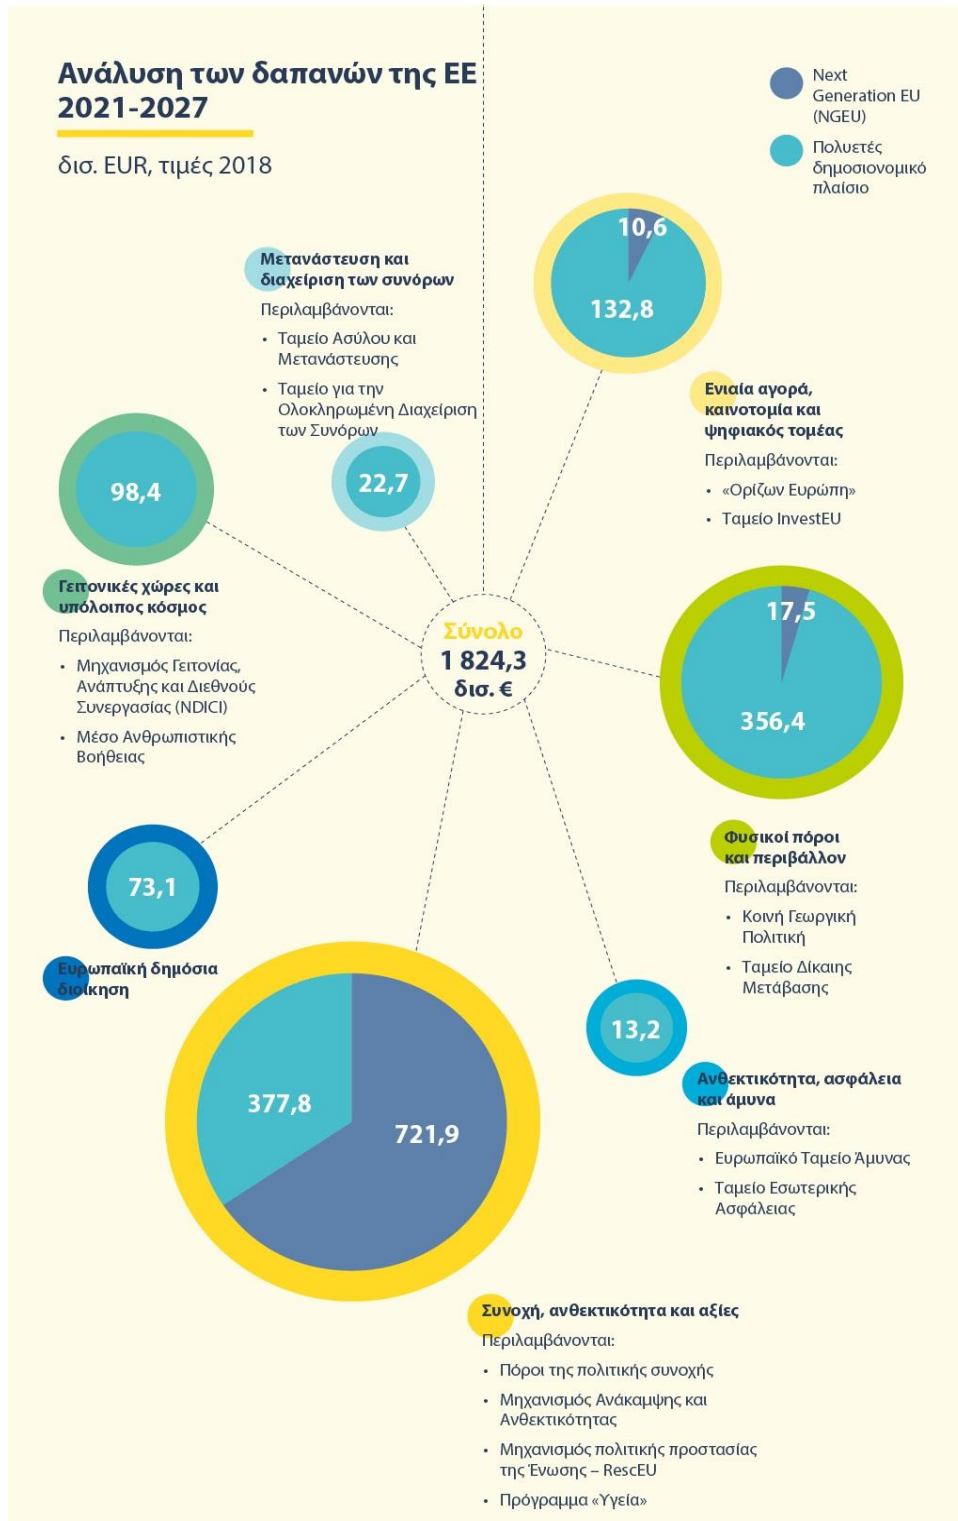 Ανάλυση των δαπανών της ΕΕ
2021-2027
δισ. EUR, τιμές 2018
Next
Generation EU
(NGEU)
Πολυετές
δημοσιονομικό
πλαίσιο
10,6
132,8
Ενιαία αγορά,
καινοτομία και
ψηφιακός τομέας
Περιλαμβάνονται:
• «Ορίζων Ευρώπη»
• Ταμείο InvestEU
Μετανάστευση και
διαχείριση των συνόρων
Περιλαμβάνονται:
• Ταμείο Ασύλου και
Μετανάστευσης
• Ταμείο για την
Ολοκληρωμένη Διαχείριση
των Συνόρων
22,7
98,4
Γειτονικές χώρες και
υπόλοιπος κόσμος
Περιλαμβάνονται:
• Μηχανισμός Γειτονίας,
Ανάπτυξης και Διεθνούς
Συνεργασίας (NDICI)
• Μέσο Ανθρωπιστικής
Βοήθειας
Σύνολο
1 824,3
δισ. €
17,5
356,4
Φυσικοί πόροι
και περιβάλλον
Περιλαμβάνονται:
• Κοινή Γεωργική
Πολιτική
• Ταμείο Δίκαιης
Μετάβασης
73,1
Ευρωπαϊκή δημόσια
διοίκηση
13,2
Ανθεκτικότητα, ασφάλεια
και άμυνα
Περιλαμβάνονται:
• Ευρωπαϊκό Ταμείο Άμυνας
• Ταμείο Εσωτερικής
Ασφάλειας
377,8
721,9
Συνοχή, ανθεκτικότητα και αξίες
Περιλαμβάνονται:
• Πόροι της πολιτικής συνοχής
• Μηχανισμός Ανάκαμψης και
Ανθεκτικότητας
• Μηχανισμός πολιτικής προστασίας
της Ένωσης – RescEU
• Πρόγραμμα «Υγεία»